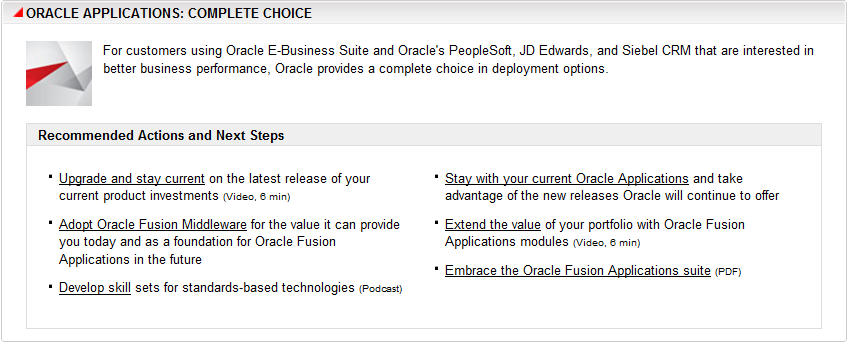 ORACLE APPLICATIONS: COMPLETE CHOICE
For customers using Oracle E-Business Suite and Oracle's PeopleSoft, JD Edwards, and Siebel CRM that are interested in
better business performance, Oracle provides a complete choice in deployment options.
Recommended Actions and Next Steps
▪ Upgrade and stay current on the latest release of your
current product investments (Video, 6 min)
▪ Adopt Oracle Fusion Middleware for the value it can provide
you today and as a foundation for Oracle Fusion
Applications in the future
▪ Develop skill sets for standards-based technologies (Podcast)
▪ Stay with your current Oracle Applications and take
advantage of the new releases Oracle will continue to offer
▪ Extend the value of your portfolio with Oracle Fusion
Applications modules (Video, 6 min)
▪ Embrace the Oracle Fusion Applications suite (PDF)